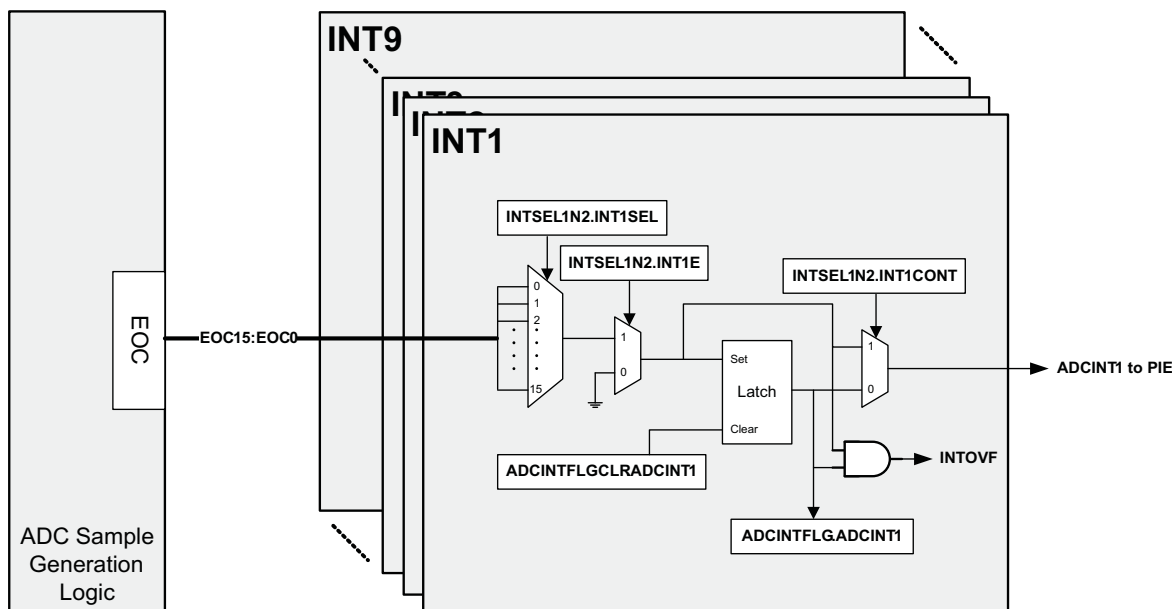 INT9
INT1
INTSEL1N2.INT1SEL
INTSEL1N2.INT1E
INTSEL1N2.INT1CONT
0
1
2
15
1
0
1
0
EOC
EOC15:EOC0
Set
Latch
Clear
ADCINT1 to PIE
INTOVF
ADCINTFLGCLRADCINT1
ADCINTFLG.ADCINT1
ADC Sample
Generation
Logic